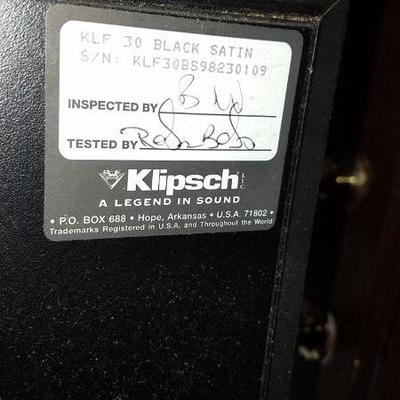 KLF 30 BLACK SATIN
S/N: KLF30BS98230109
INSPECTED BY
TESTED BY
Klipsch LLC
A LEGEND IN SOUND
• P.O. BOX 688 • Hope, Arkansas • U.S.A. 71802 •
Trademarks Registered in U.S.A. and Throughout the World